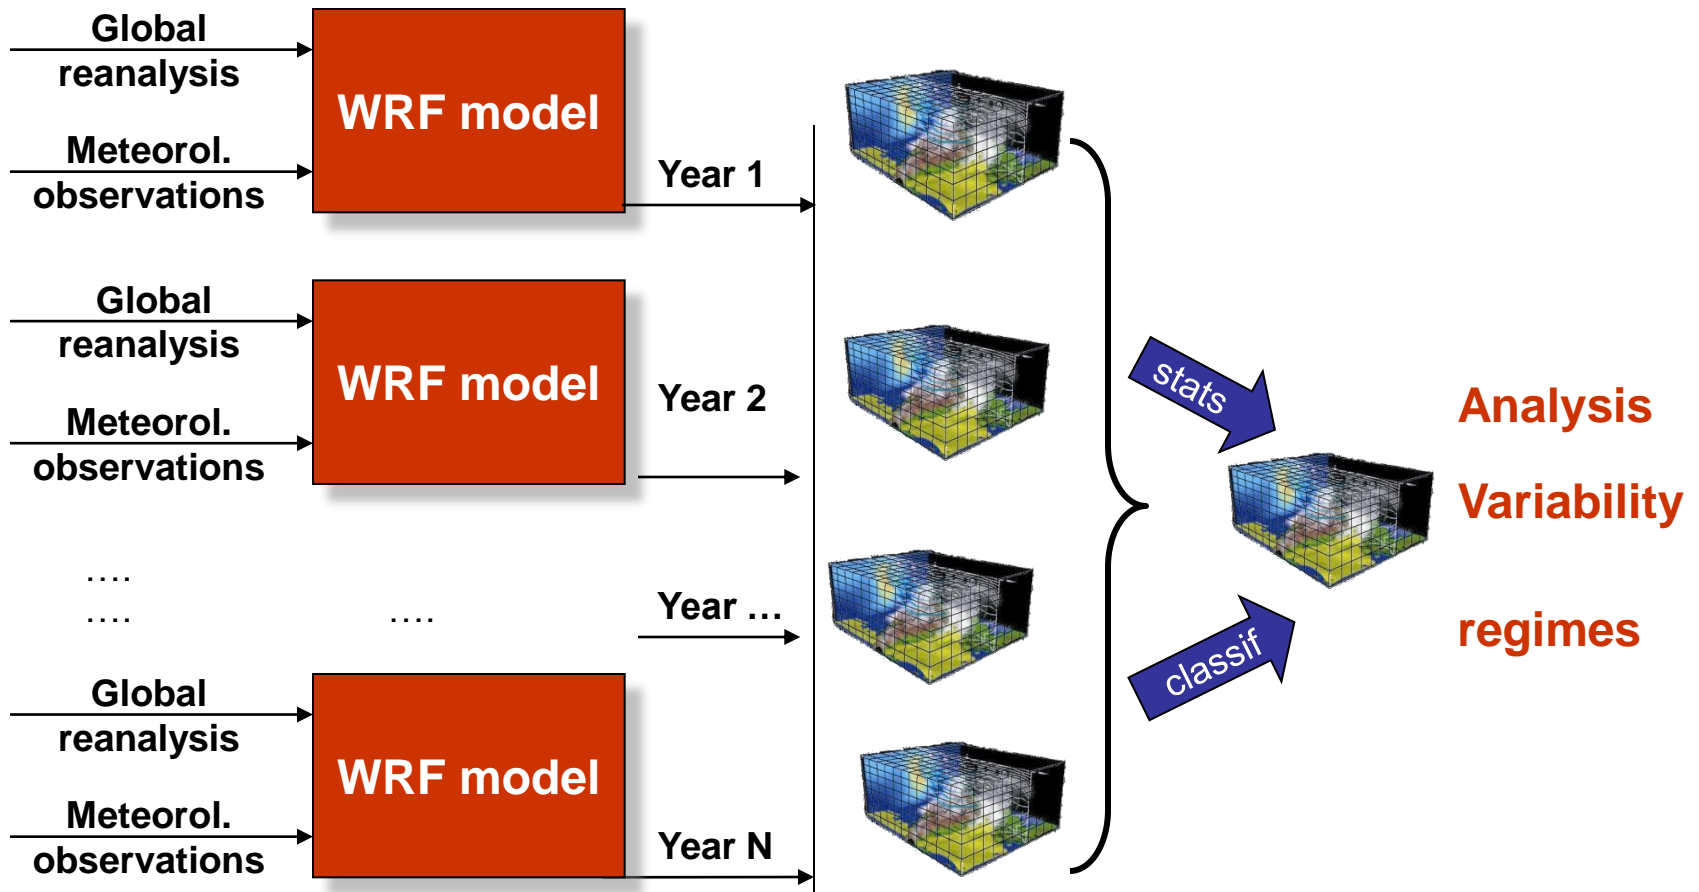 Global
reanalysis
WRF model
Meteorol.
observations
Year 1
Global
reanalysis
WRF model
Meteorol.
observations
Year 2
....
....
....
Year ...
Global
reanalysis
WRF model
Meteorol.
observations
Year N
stats
classif
Analysis
Variability
regimes